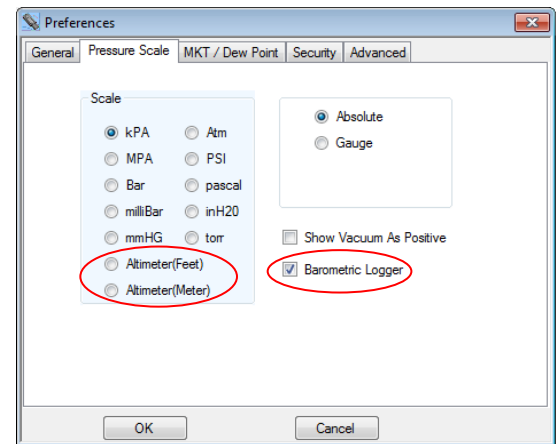 Preferences
General Pressure Scale MKT / Dew Point Security Advanced
Scale
kPA Atm
MPA PSI
Bar pascal
milliBar inH20
mmHG torr
Altimeter(Feet)
Altimeter(Meter)
Absolute
Gauge
Show Vacuum As Positive
Barometric Logger
OK Cancel